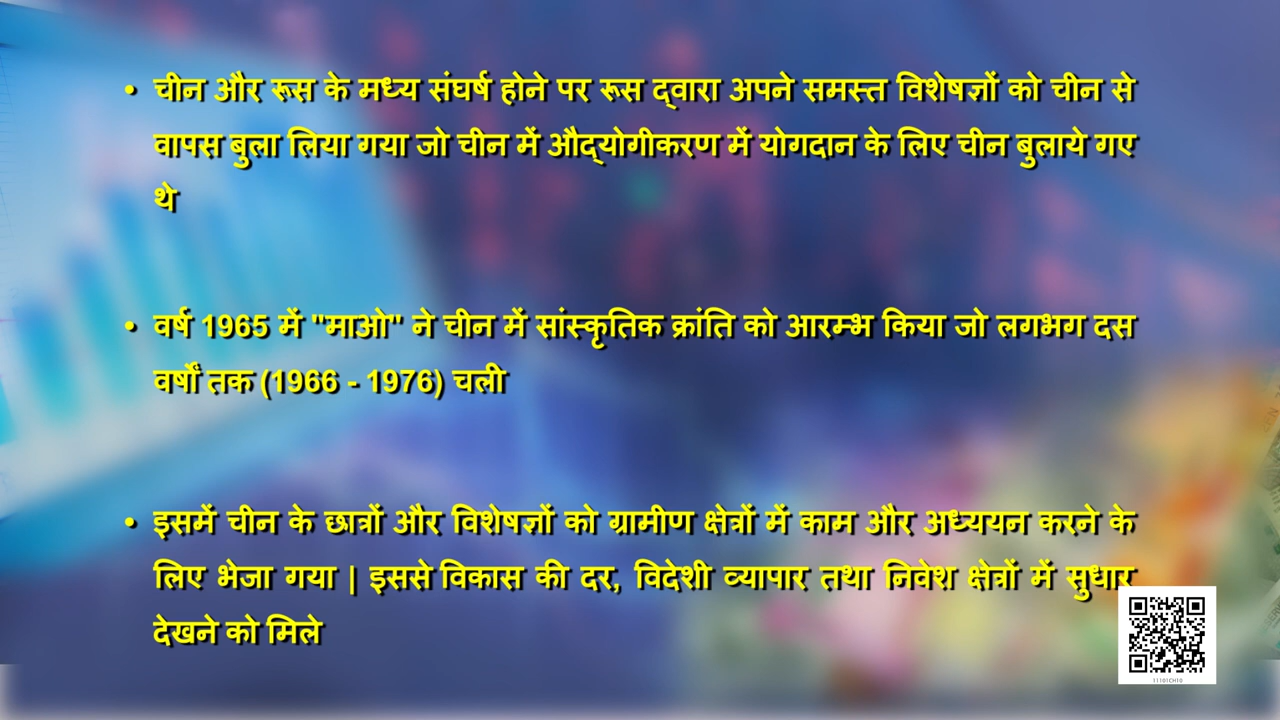 • चीन और रूस के मध्य संघर्ष होने पर रूस द्वारा अपने समस्त विशेषज्ञों को चीन से
वापस बुला लिया गया जो चीन में औद्योगीकरण में योगदान के लिए चीन बुलाये गए
थे
• वर्ष 1965 में "माओ" ने चीन में सांस्कृतिक क्रांति को आरम्भ किया जो लगभग दस
वर्षों तक (1966 - 1976) चली
• इसमें चीन के छात्रों और विशेषज्ञों को ग्रामीण क्षेत्रों में काम और अध्ययन करने के
लिए भेजा गया | इससे विकास की दर, विदेशी व्यापार तथा निवेश क्षेत्रों में सुधार
देखने को मिले
11101CH10